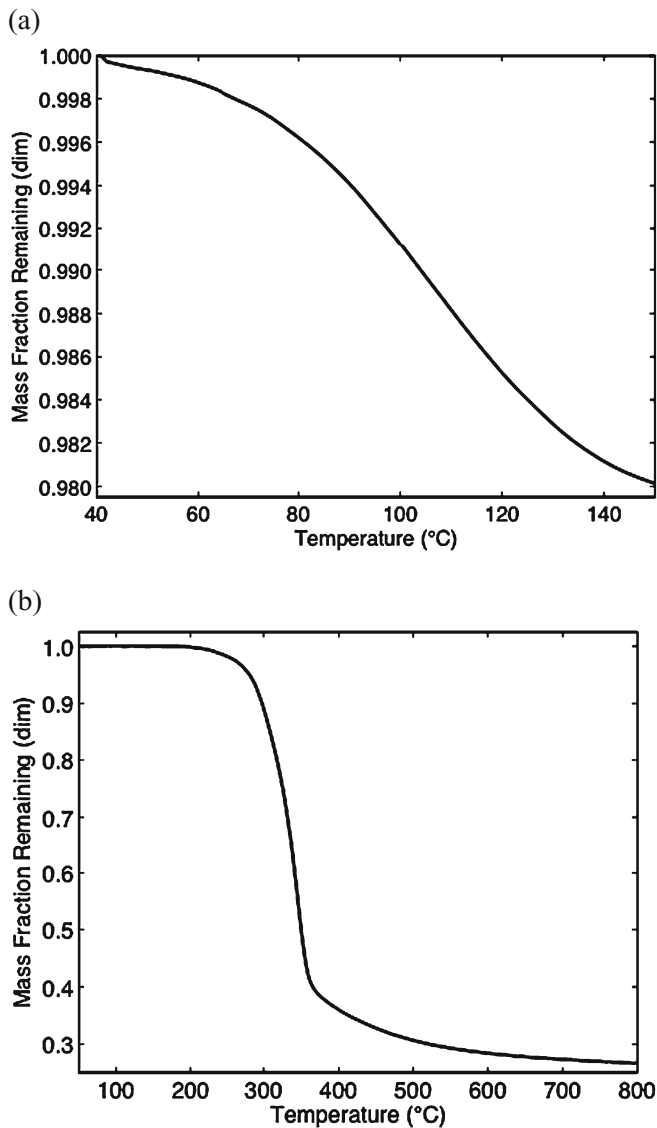 (a)
Mass Fraction Remaining (dim)
1.000
0.998
0.996
0.994
0.992
0.990
0.988
0.986
0.984
0.982
0.980
40 60 80 100 120 140
Temperature (°C)
(b)
Mass Fraction Remaining (dim)
1.0
0.9
0.8
0.7
0.6
0.5
0.4
0.3
100 200 300 400 500 600 700 800
Temperature (°C)